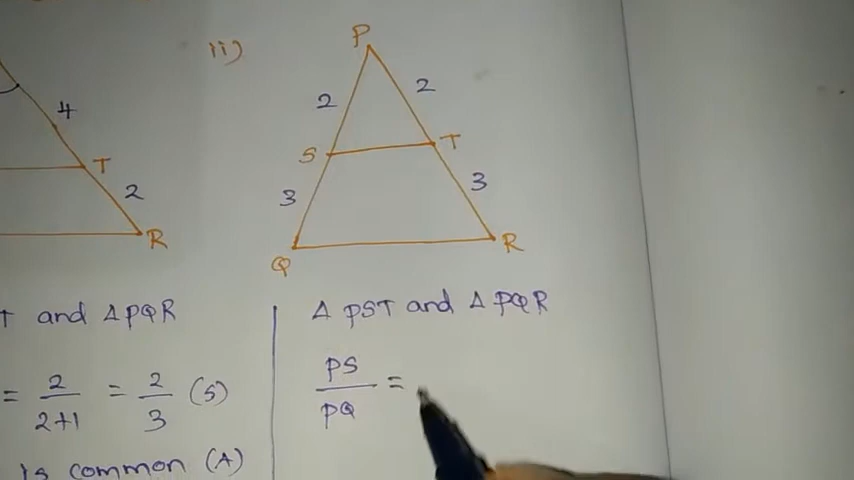 ii)
P
4
2
2
S
T
T
2
3
3
R
Q
R
T and ΔPQR
Δ PST and Δ PQR
= 2/(2+1) = 2/3 (S)
PS/PQ =
is common (A)